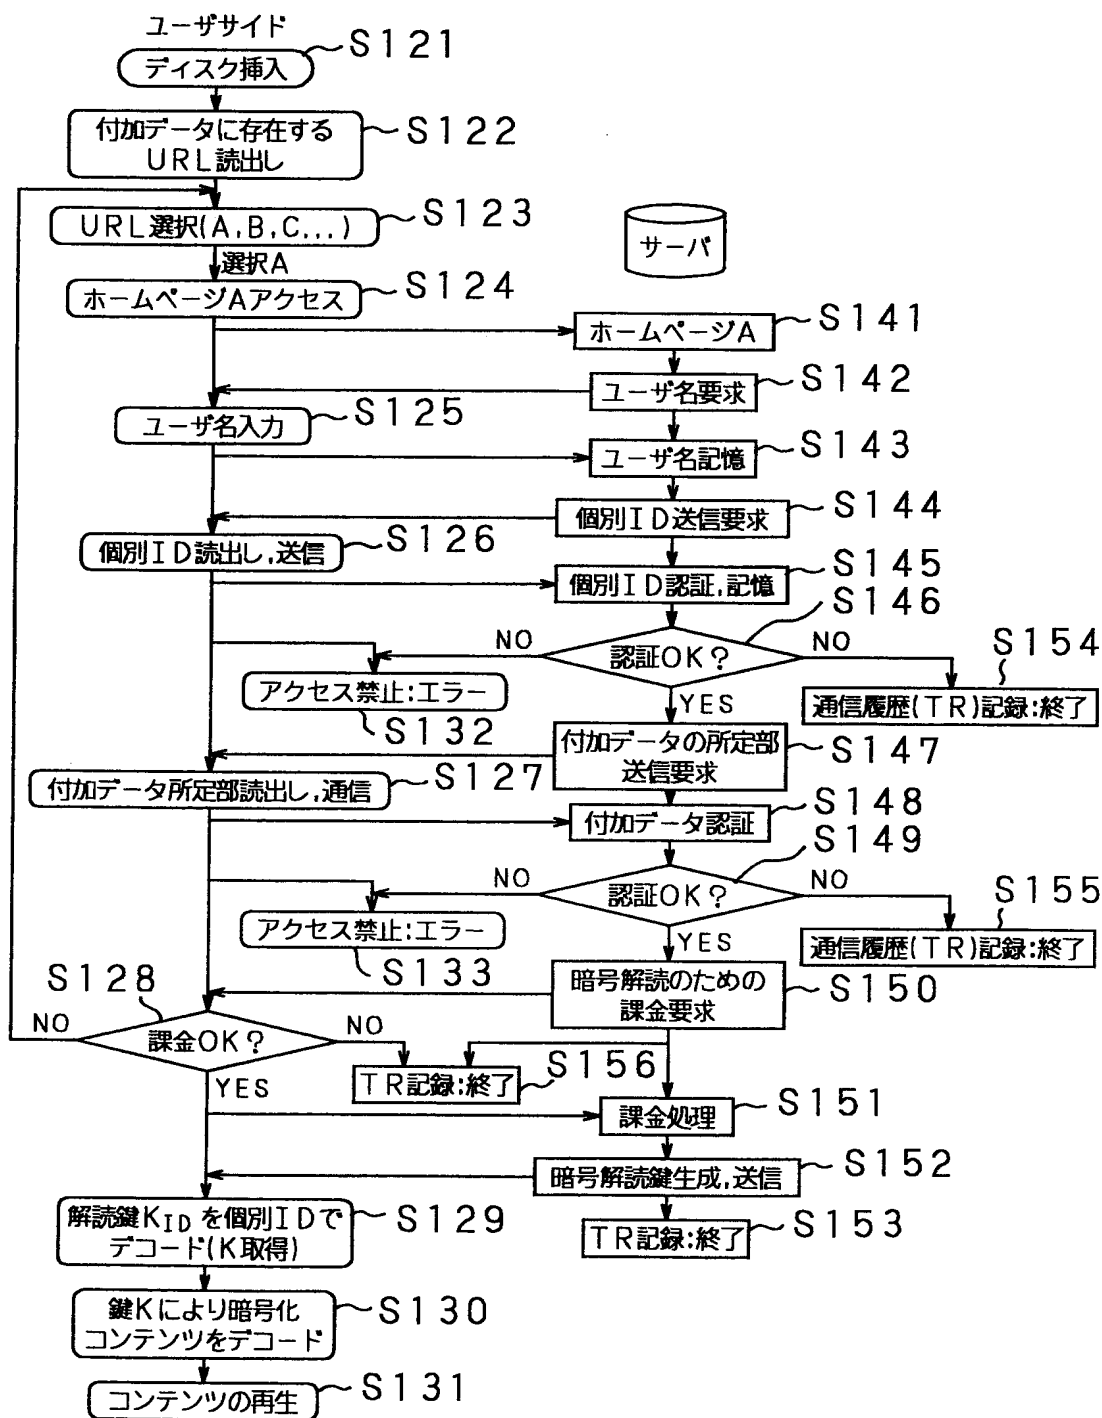 ユーザサイド
ディスク挿入
S121
付加データに存在する
URL読出し
S122
URL選択(A,B,C...)
S123
選択A
サーバ
ホームページAアクセス
S124
ホームページA
S141
ユーザ名要求
S142
ユーザ名入力
S125
ユーザ名記憶
S143
個別ID送信要求
S144
個別ID読出し,送信
S126
個別ID認証,記憶
S145
S146
NO
認証OK?
NO
S154
アクセス禁止:エラー
S132
YES
通信履歴(TR)記録:終了
付加データの所定部
送信要求
S147
付加データ所定部読出し,通信
S127
付加データ認証
S148
S149
NO
認証OK?
NO
S155
アクセス禁止:エラー
S133
YES
通信履歴(TR)記録:終了
S128
暗号解読のための
課金要求
S150
NO
課金OK?
NO
YES
TR記録:終了
S156
課金処理
S151
暗号解読鍵生成,送信
S152
解読鍵KIDを個別IDで
デコード(K取得)
S129
TR記録:終了
S153
鍵Kにより暗号化
コンテンツをデコード
S130
コンテンツの再生
S131